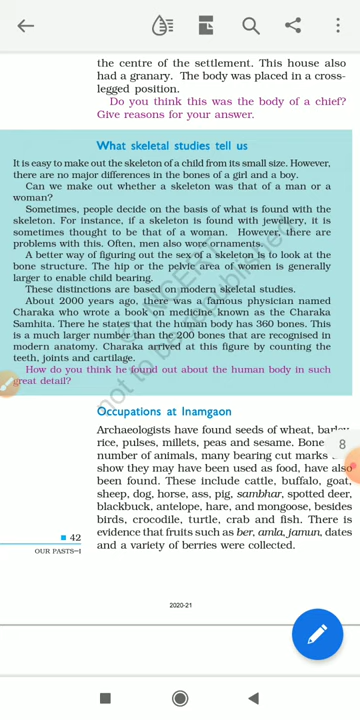 the centre of the settlement. This house also
had a granary. The body was placed in a cross-
legged position.
Do you think this was the body of a chief?
Give reasons for your answer.
What skeletal studies tell us
It is easy to make out the skeleton of a child from its small size. However,
there are no major differences in the bones of a girl and a boy.
Can we make out whether a skeleton was that of a man or a
woman?
Sometimes, people decide on the basis of what is found with the
skeleton. For instance, if a skeleton is found with jewellery, it is
sometimes thought to be that of a woman. However, there are
problems with this. Often, men also wore ornaments.
A better way of figuring out the sex of a skeleton is to look at the
bone structure. The hip or the pelvic area of women is generally
larger to enable child bearing.
These distinctions are based on modern skeletal studies.
About 2000 years ago, there was a famous physician named
Charaka who wrote a book on medicine known as the Charaka
Samhita. There he states that the human body has 360 bones. This
is a much larger number than the 200 bones that are recognised in
modern anatomy. Charaka arrived at this figure by counting the
teeth, joints and cartilage.
How do you think he found out about the human body in such
great detail?
Occupations at Inamgaon
Archaeologists have found seeds of wheat, barley,
rice, pulses, millets, peas and sesame. Bone
8
number of animals, many bearing cut marks
show they may have been used as food, have also
been found. These include cattle, buffalo, goat,
sheep, dog, horse, ass, pig, sambhar, spotted deer,
blackbuck, antelope, hare, and mongoose, besides
birds, crocodile, turtle, crab and fish. There is
evidence that fruits such as ber, amla, jamun, dates
and a variety of berries were collected.
42
OUR PASTS–I
2020-21
not to be republished